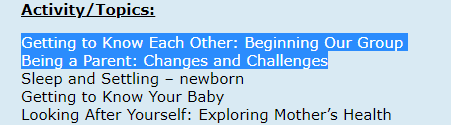 Activity/Topics:
Getting to Know Each Other: Beginning Our Group
Being a Parent: Changes and Challenges
Sleep and Settling – newborn
Getting to Know Your Baby
Looking After Yourself: Exploring Mother’s Health